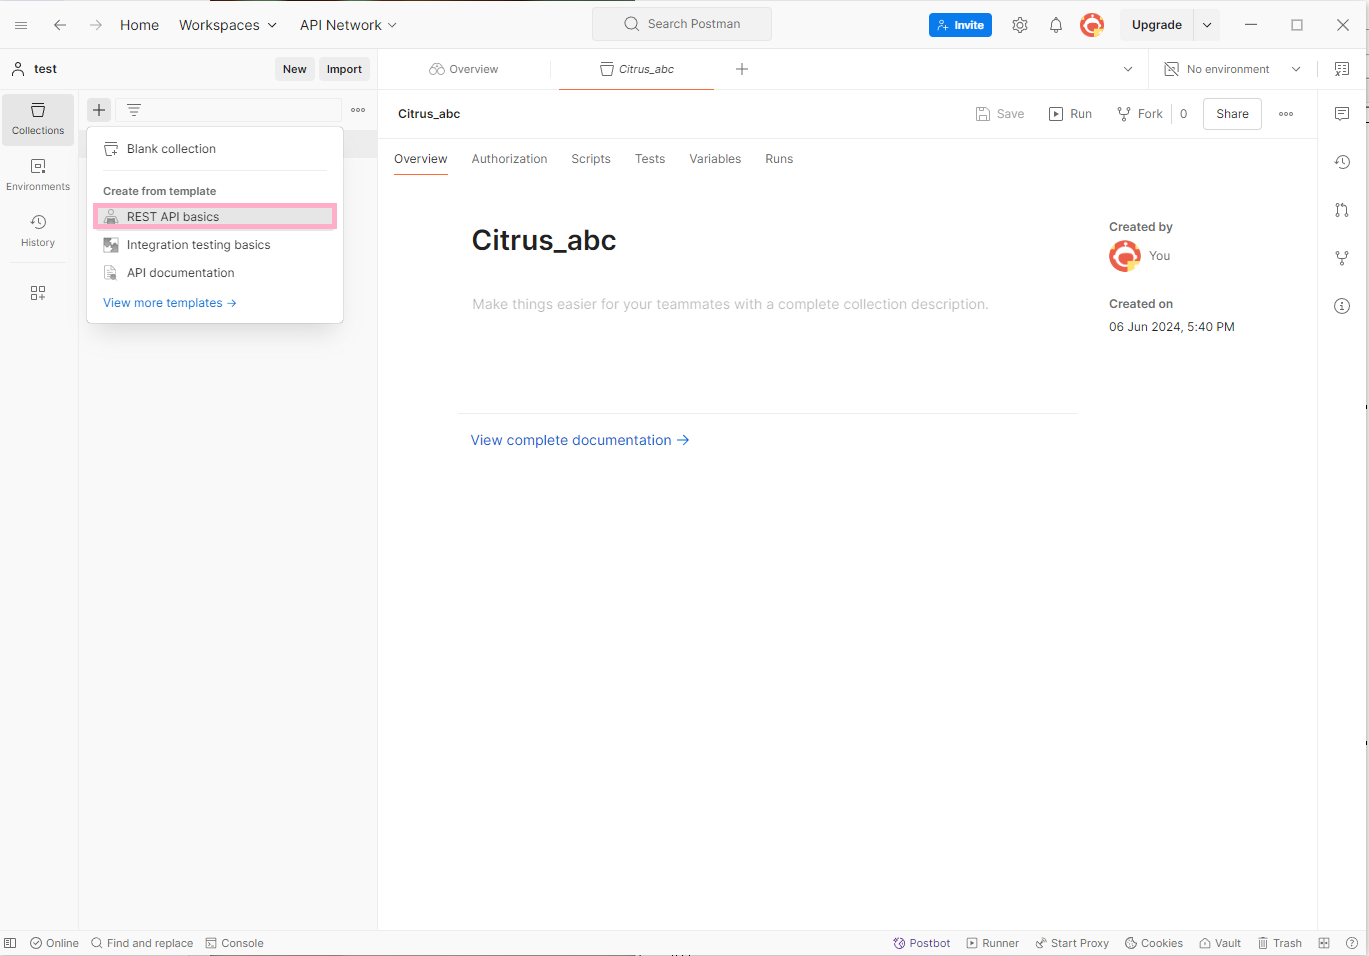 Home Workspaces API Network Search Postman Invite Upgrade
test New Import Overview Citrus_abc No environment
Citrus_abc Save Run Fork 0 Share
Collections
Environments
History
Blank collection
Create from template
REST API basics
Integration testing basics
API documentation
View more templates →
Overview Authorization Scripts Tests Variables Runs
Citrus_abc
Make things easier for your teammates with a complete collection description.
View complete documentation →
Created by
You
Created on
06 Jun 2024, 5:40 PM
Online Find and replace Console Postbot Runner Start Proxy Cookies Vault Trash